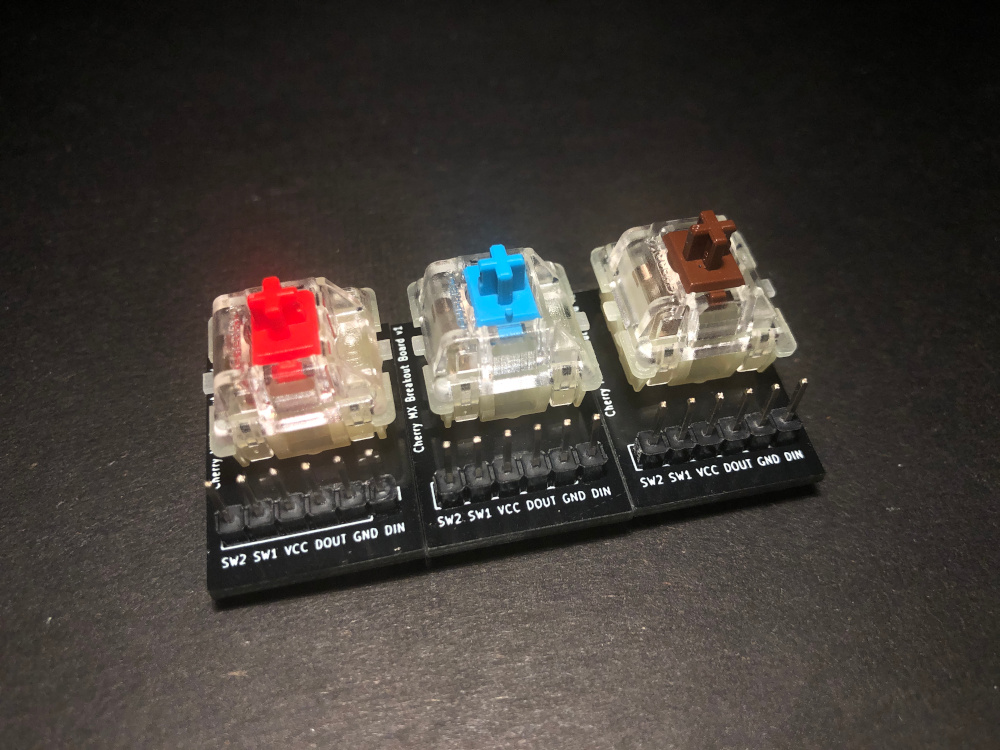 Cherry
Cherry MX Breakout Board v1
Cherry
SW2 SW1 VCC DOUT GND DIN
SW2 SW1 VCC DOUT GND DIN
SW2 SW1 VCC DOUT GND DIN